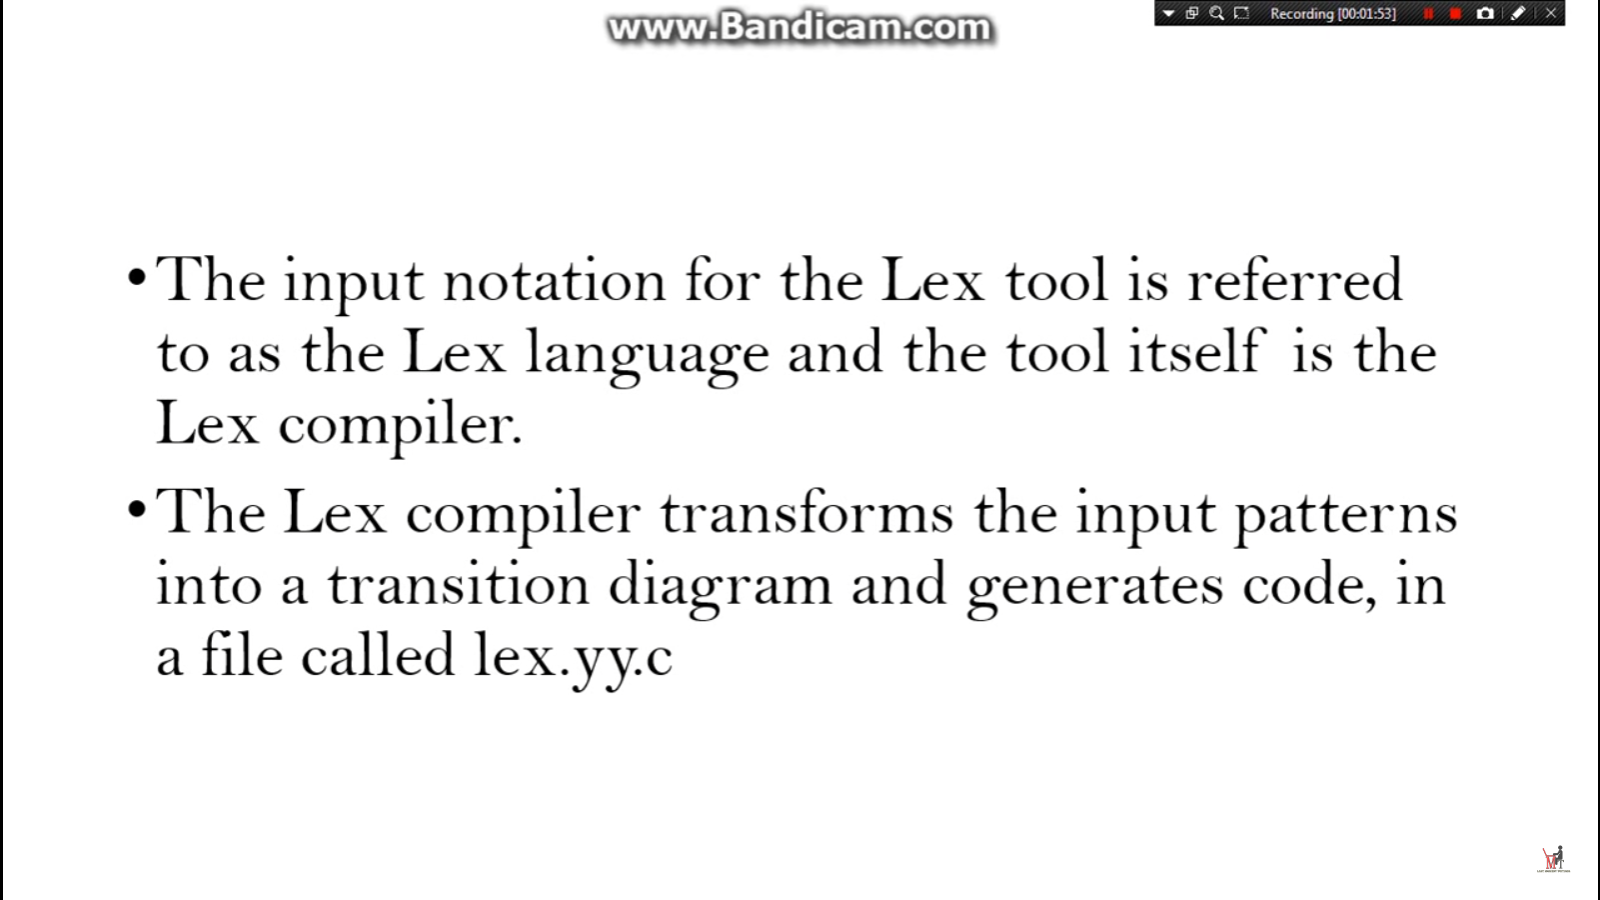 www.Bandicam.com
Recording [00:01:53]
•The input notation for the Lex tool is referred
to as the Lex language and the tool itself is the
Lex compiler.
•The Lex compiler transforms the input patterns
into a transition diagram and generates code, in
a file called lex.yy.c